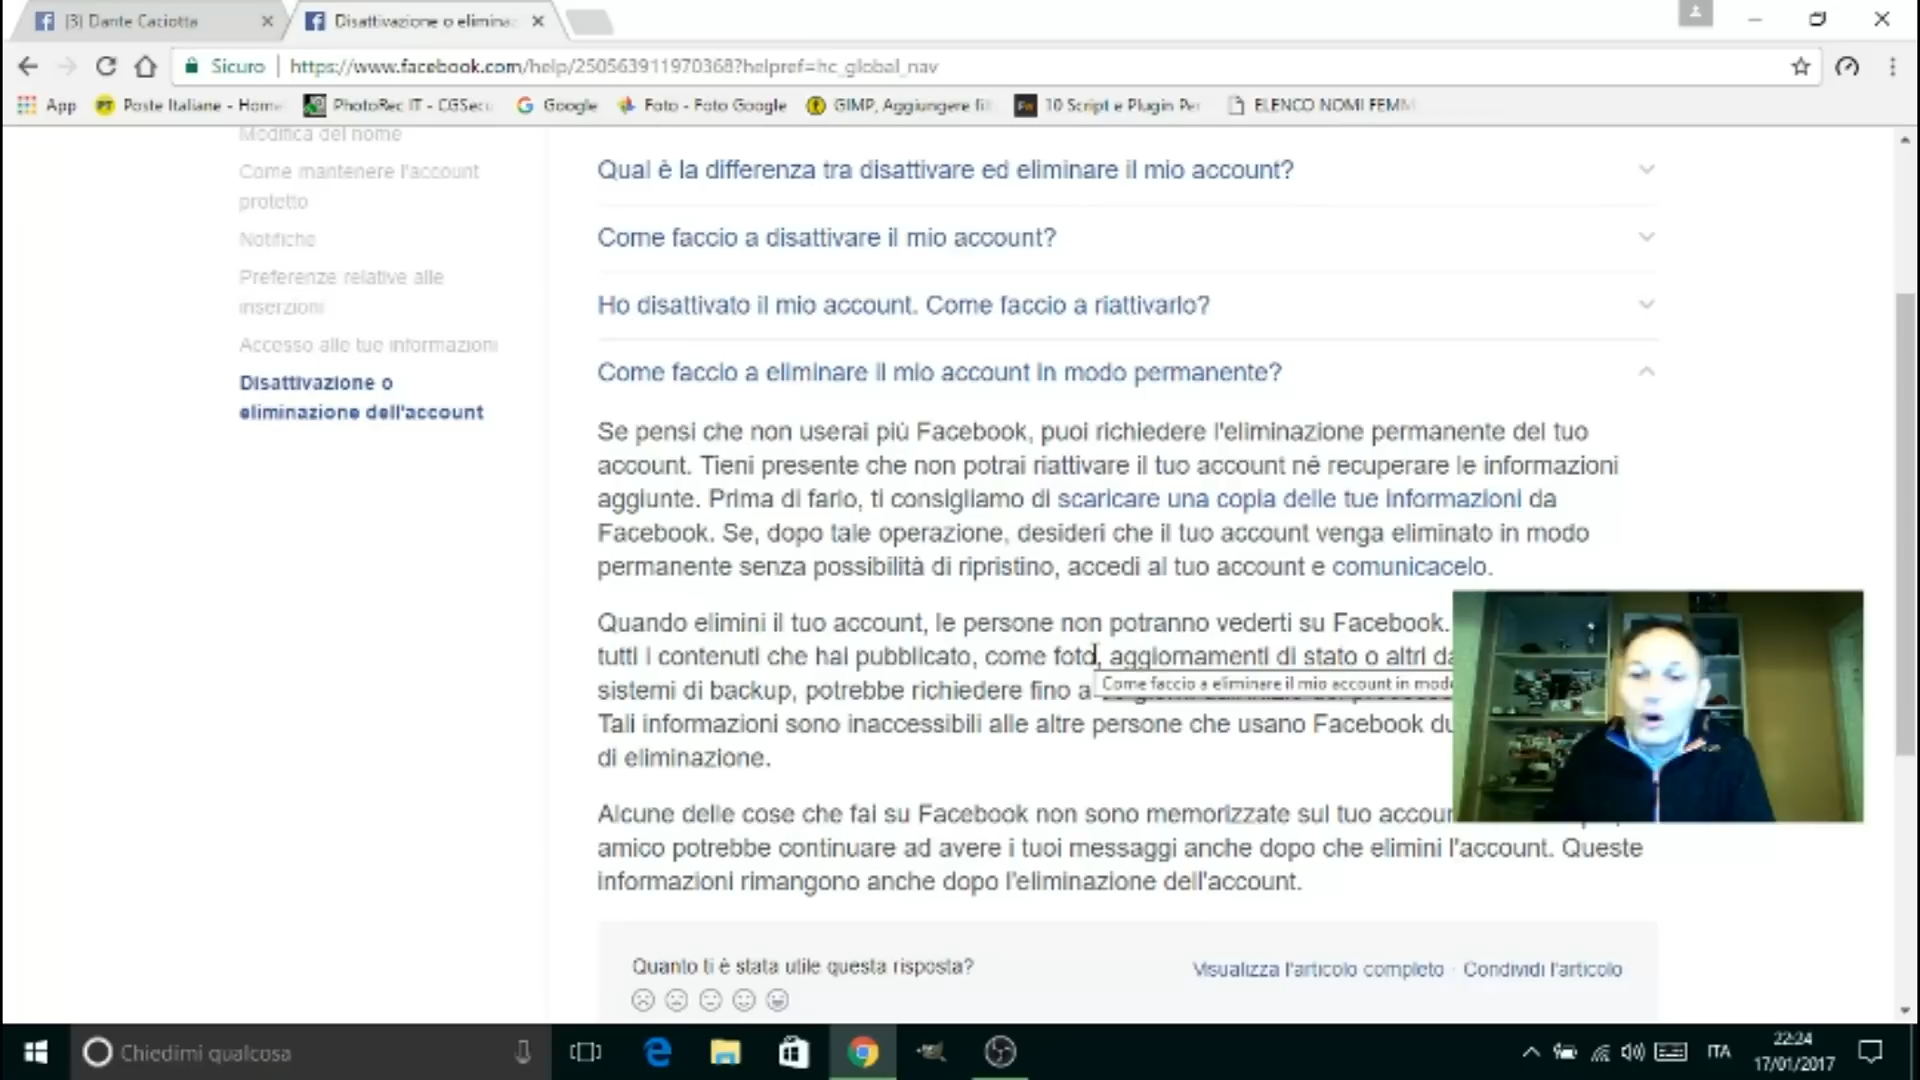 (3) Dante Caciotta
Disattivazione o elimina
Sicuro
https://www.facebook.com/help/250563911970368?helpref=hc_global_nav
App
Poste Italiane - Home
PhotoRec IT - CGSecu
Google
Foto - Foto Google
GIMP, Aggiungere fil
10 Script e Plugin Per
ELENCO NOMI FEMM
Modifica del nome
Come mantenere l'account
protetto
Notifiche
Preferenze relative alle
inserzioni
Accesso alle tue informazioni
Disattivazione o
eliminazione dell'account
Qual è la differenza tra disattivare ed eliminare il mio account?
Come faccio a disattivare il mio account?
Ho disattivato il mio account. Come faccio a riattivarlo?
Come faccio a eliminare il mio account in modo permanente?
Se pensi che non userai più Facebook, puoi richiedere l'eliminazione permanente del tuo
account. Tieni presente che non potrai riattivare il tuo account né recuperare le informazioni
aggiunte. Prima di farlo, ti consigliamo di scaricare una copia delle tue informazioni da
Facebook. Se, dopo tale operazione, desideri che il tuo account venga eliminato in modo
permanente senza possibilità di ripristino, accedi al tuo account e comunicacelo.
Quando elimini il tuo account, le persone non potranno vederti su Facebook.
tutti i contenuti che hai pubblicato, come foto, aggiornamenti di stato o altri da
sistemi di backup, potrebbe richiedere fino a
Come faccio a eliminare il mio account in modo
Tali informazioni sono inaccessibili alle altre persone che usano Facebook du
di eliminazione.
Alcune delle cose che fai su Facebook non sono memorizzate sul tuo accoun
amico potrebbe continuare ad avere i tuoi messaggi anche dopo che elimini l'account. Queste
informazioni rimangono anche dopo l'eliminazione dell'account.
Quanto ti è stata utile questa risposta?
Visualizza l'articolo completo · Condividi l'articolo
Chiedimi qualcosa
ITA
22:24
17/01/2017